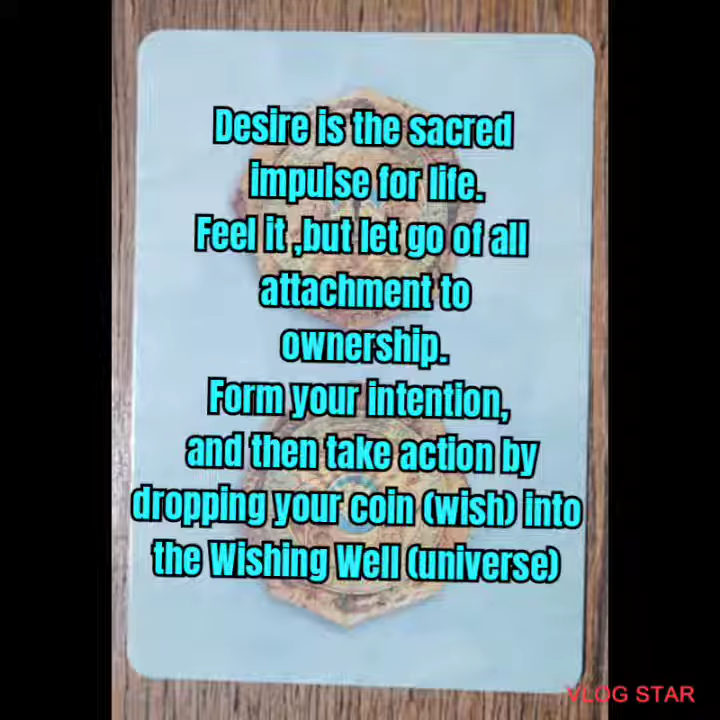 Desire is the sacred
impulse for life.
Feel it ,but let go of all
attachment to
ownership.
Form your intention,
and then take action by
dropping your coin (wish) into
the Wishing Well (universe)
VLOG STAR